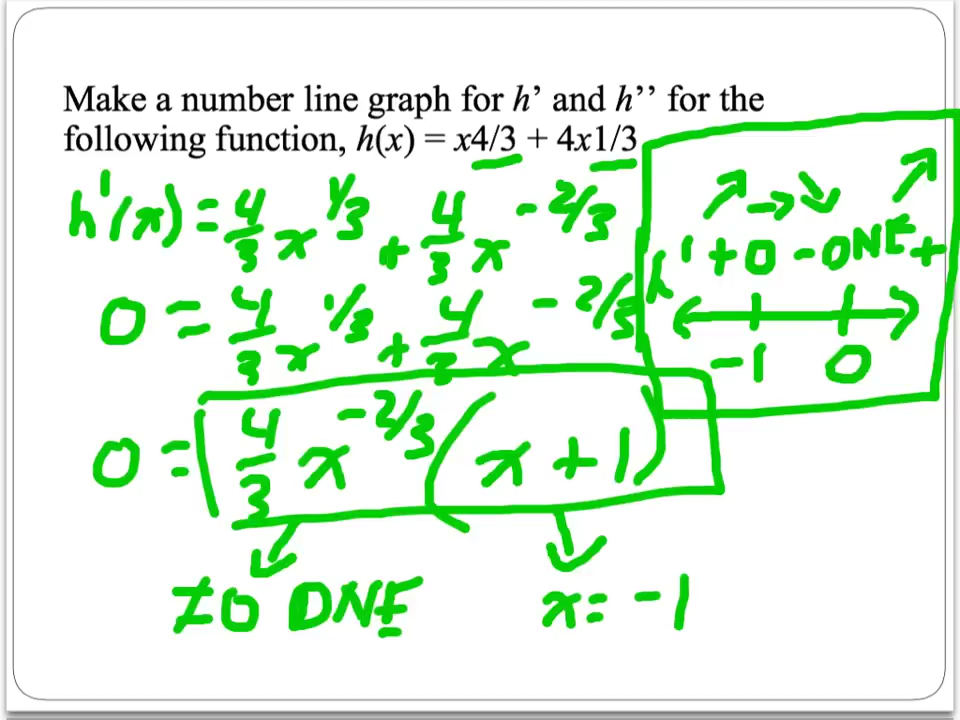 Make a number line graph for h’ and h’’ for the
following function, h(x) = x4/3 + 4x1/3
h'(x) = 4/3 x^1/3 + 4/3 x^-2/3
0 = 4/3 x^1/3 + 4/3 x^-2/3
0 = 4/3 x^-2/3 (x + 1)
≠0 DNE
x = -1
h' + 0 - DNE +
-1 0